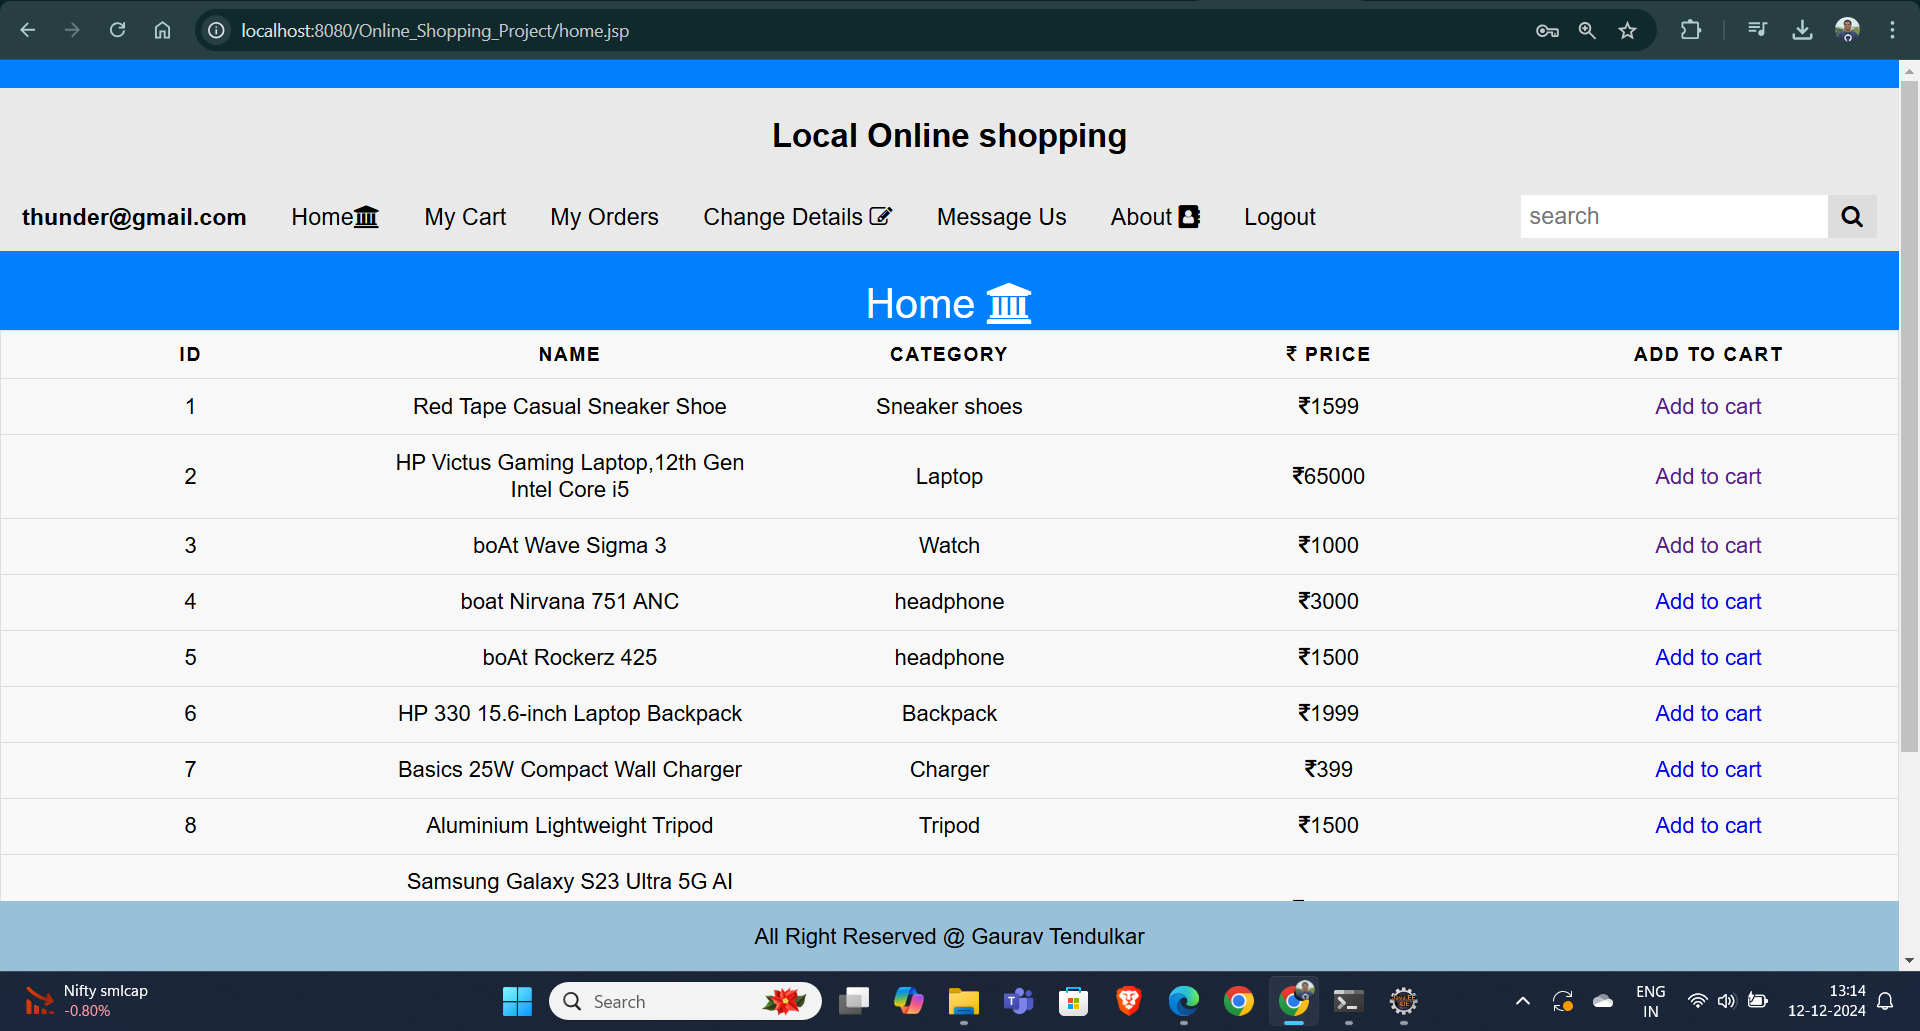 localhost:8080/Online_Shopping_Project/home.jsp
Local Online shopping
thunder@gmail.com Home My Cart My Orders Change Details Message Us About Logout search
Home
ID NAME CATEGORY ₹ PRICE ADD TO CART
1 Red Tape Casual Sneaker Shoe Sneaker shoes ₹1599 Add to cart
2 HP Victus Gaming Laptop,12th Gen Laptop ₹65000 Add to cart
Intel Core i5
3 boAt Wave Sigma 3 Watch ₹1000 Add to cart
4 boat Nirvana 751 ANC headphone ₹3000 Add to cart
5 boAt Rockerz 425 headphone ₹1500 Add to cart
6 HP 330 15.6-inch Laptop Backpack Backpack ₹1999 Add to cart
7 Basics 25W Compact Wall Charger Charger ₹399 Add to cart
8 Aluminium Lightweight Tripod Tripod ₹1500 Add to cart
Samsung Galaxy S23 Ultra 5G AI
All Right Reserved @ Gaurav Tendulkar
Nifty smlcap
-0.80%
Search
ENG
IN
13:14
12-12-2024